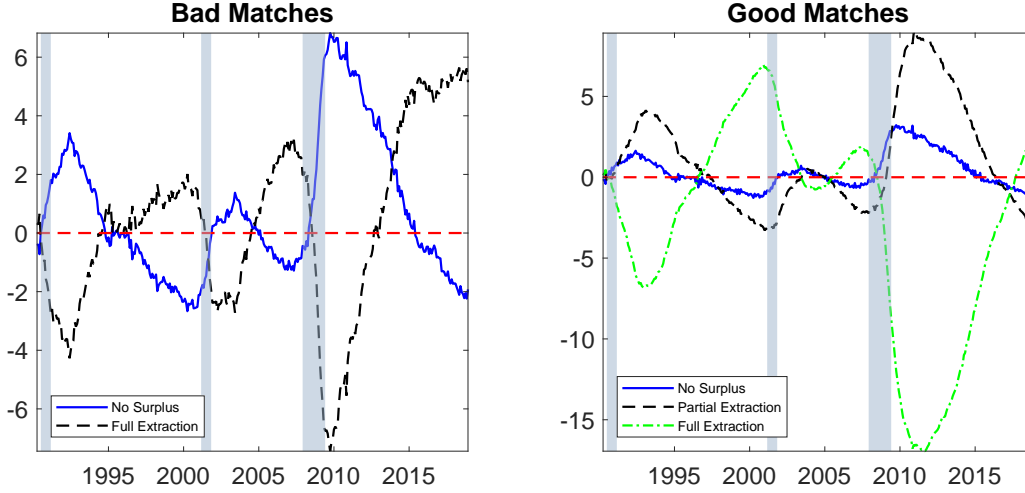 Bad Matches
6
4
2
0
-2
-4
-6
No Surplus
Full Extraction
1995 2000 2005 2010 2015
Good Matches
5
0
-5
-10
-15
No Surplus
Partial Extraction
Full Extraction
1995 2000 2005 2010 2015